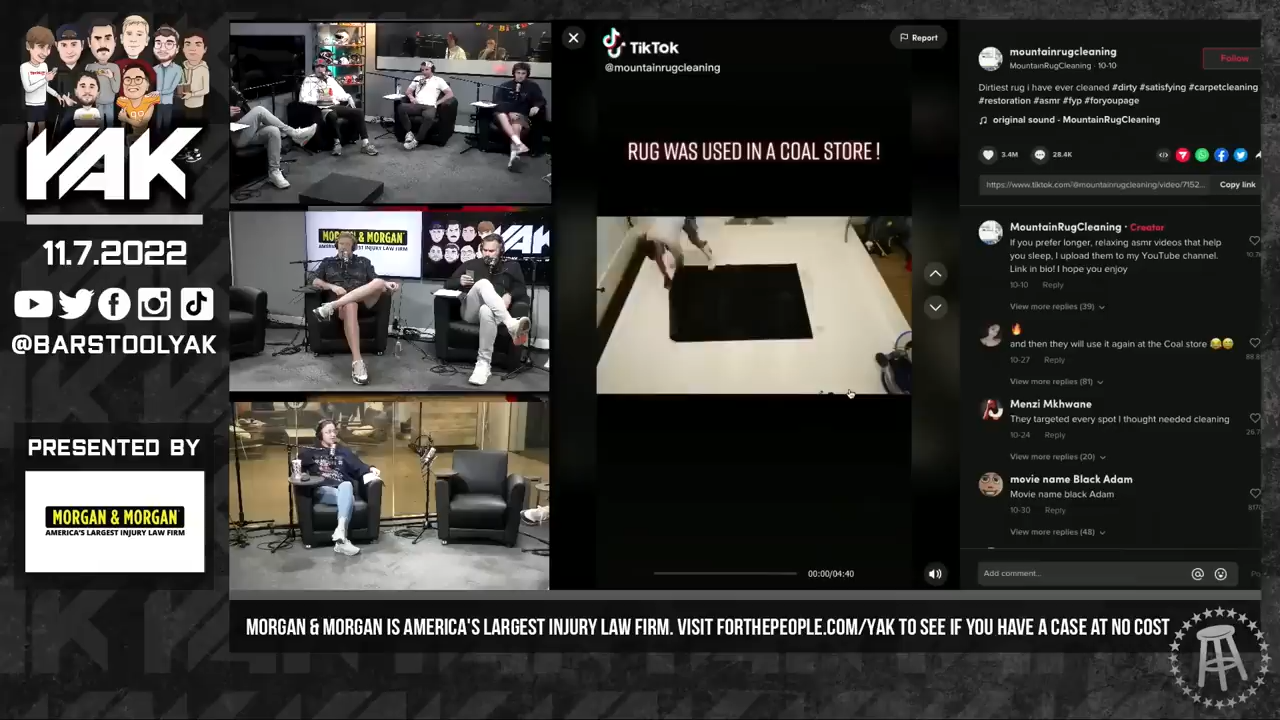 YAK
11.7.2022
@BARSTOOLYAK
PRESENTED BY
MORGAN & MORGAN
AMERICA'S LARGEST INJURY LAW FIRM
MORGAN & MORGAN
YAK
TikTok
@mountainrugcleaning
Report
RUG WAS USED IN A COAL STORE !
00:00/04:40
mountainrugcleaning
MountainRugCleaning · 10-10
Follow
Dirtiest rug i have ever cleaned #dirty #satisfying #carpetcleaning
#restoration #asmr #fyp #foryoupage
original sound - MountainRugCleaning
3.4M
28.4K
https://www.tiktok.com/@mountainrugcleaning/video/7152...
Copy link
MountainRugCleaning · Creator
If you prefer longer, relaxing asmr videos that help
you sleep, I upload them to my YouTube channel.
Link in bio! I hope you enjoy
10-10 Reply
View more replies (39)
🔥
and then they will use it again at the Coal store 😂😄
10-27 Reply
View more replies (81)
Menzi Mkhwane
They targeted every spot I thought needed cleaning
10-24 Reply
View more replies (20)
movie name Black Adam
Movie name black Adam
10-30 Reply
View more replies (48)
Add comment...
MORGAN & MORGAN IS AMERICA'S LARGEST INJURY LAW FIRM. VISIT FORTHEPEOPLE.COM/YAK TO SEE IF YOU HAVE A CASE AT NO COST